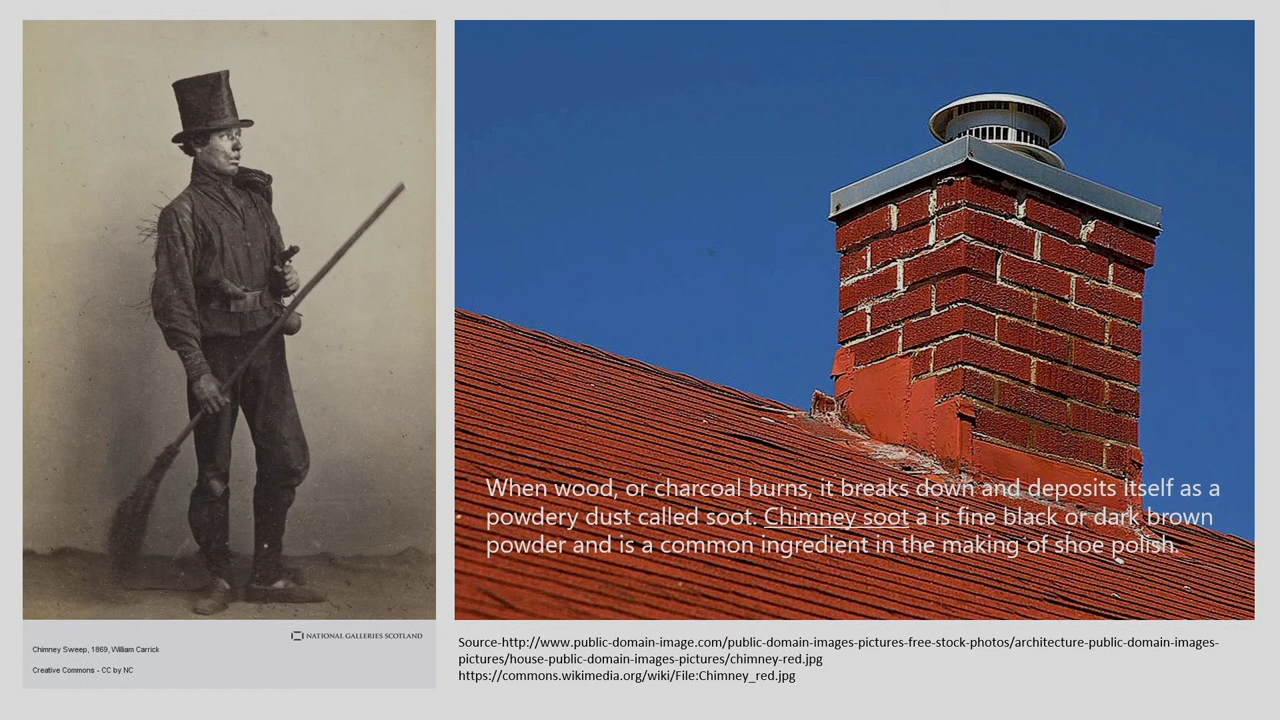 NATIONAL GALLERIES SCOTLAND
Chimney Sweep, 1869, William Carrick
Creative Commons - CC by NC
When wood, or charcoal burns, it breaks down and deposits itself as a
powdery dust called soot. Chimney soot a is fine black or dark brown
powder and is a common ingredient in the making of shoe polish.
Source-http://www.public-domain-image.com/public-domain-images-pictures-free-stock-photos/architecture-public-domain-images-
pictures/house-public-domain-images-pictures/chimney-red.jpg
https://commons.wikimedia.org/wiki/File:Chimney_red.jpg